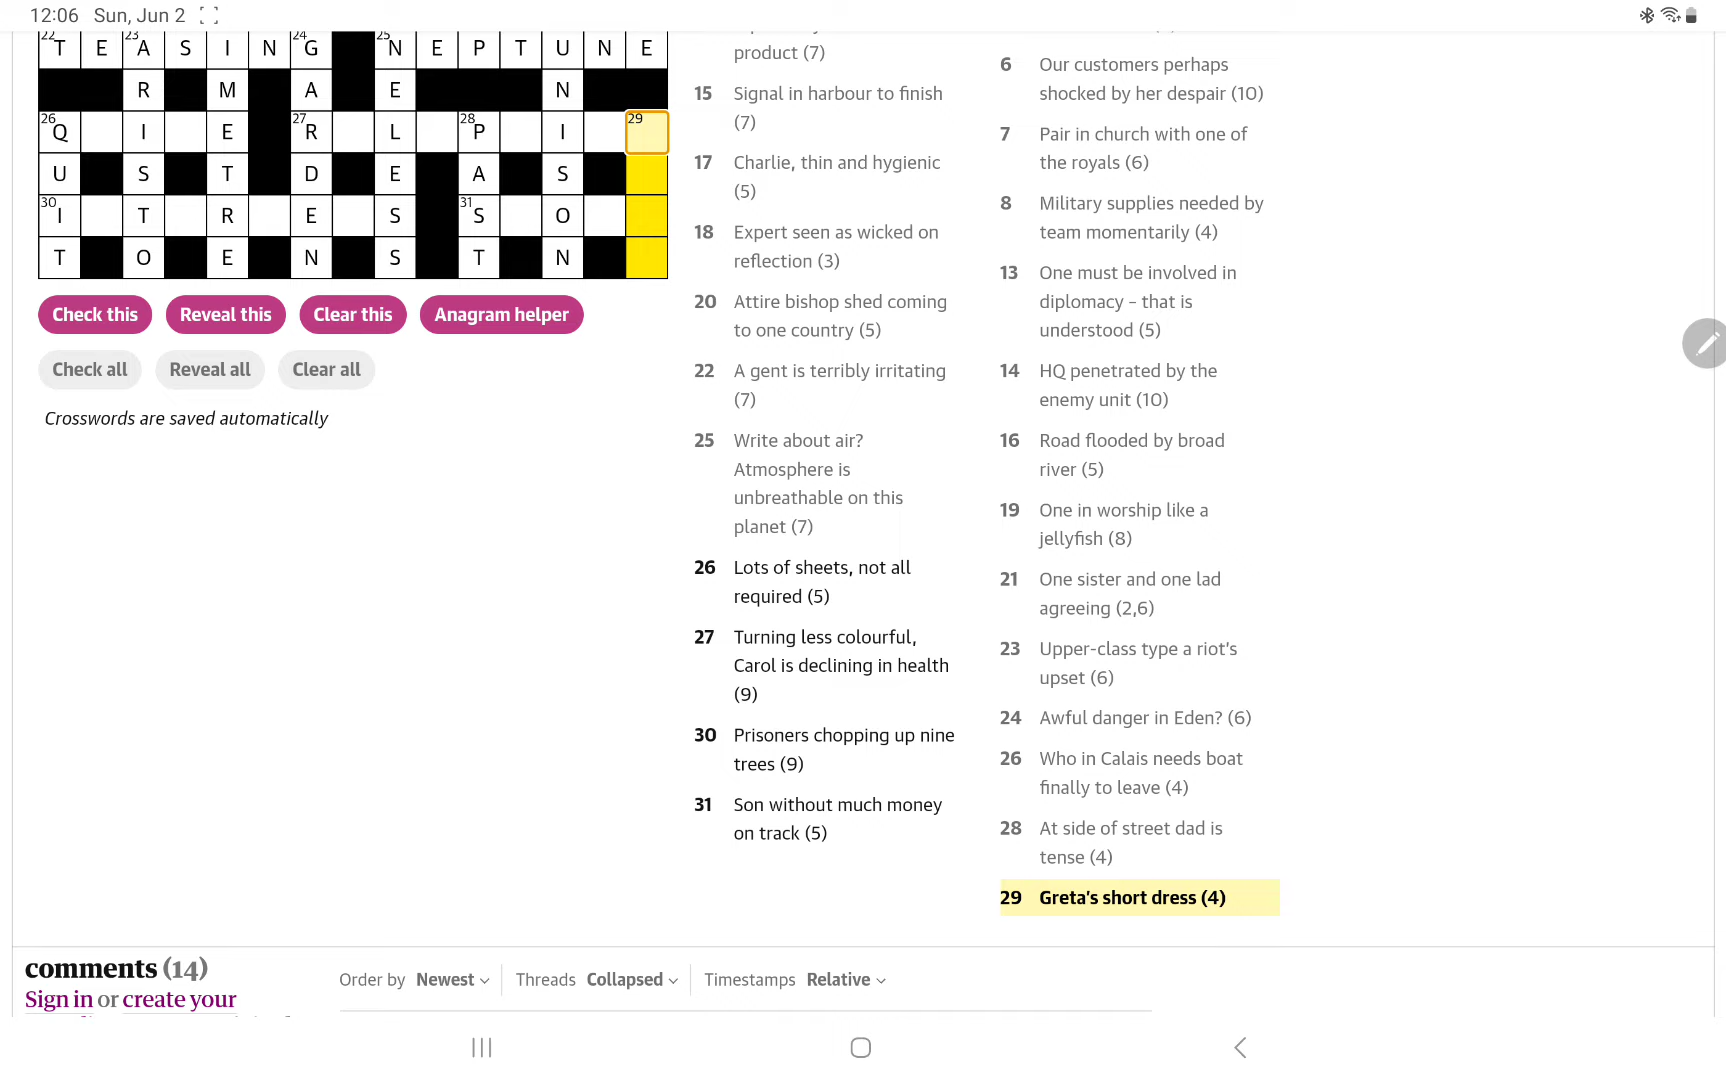 12:06 Sun, Jun 2
22 T E 23 A S I N 24 G 25 N E P T U N E
R M A E N
26 Q I E 27 R L 28 P I 29
U S T D E A S
30 I T R E S 31 S O
T O E N S T N
Check this Reveal this Clear this Anagram helper
Check all Reveal all Clear all
Crosswords are saved automatically
product (7)
15 Signal in harbour to finish
(7)
17 Charlie, thin and hygienic
(5)
18 Expert seen as wicked on
reflection (3)
20 Attire bishop shed coming
to one country (5)
22 A gent is terribly irritating
(7)
25 Write about air?
Atmosphere is
unbreathable on this
planet (7)
26 Lots of sheets, not all
required (5)
27 Turning less colourful,
Carol is declining in health
(9)
30 Prisoners chopping up nine
trees (9)
31 Son without much money
on track (5)
6 Our customers perhaps
shocked by her despair (10)
7 Pair in church with one of
the royals (6)
8 Military supplies needed by
team momentarily (4)
13 One must be involved in
diplomacy – that is
understood (5)
14 HQ penetrated by the
enemy unit (10)
16 Road flooded by broad
river (5)
19 One in worship like a
jellyfish (8)
21 One sister and one lad
agreeing (2,6)
23 Upper-class type a riot's
upset (6)
24 Awful danger in Eden? (6)
26 Who in Calais needs boat
finally to leave (4)
28 At side of street dad is
tense (4)
29 Greta's short dress (4)
comments (14)
Sign in or create your
Order by Newest Threads Collapsed Timestamps Relative